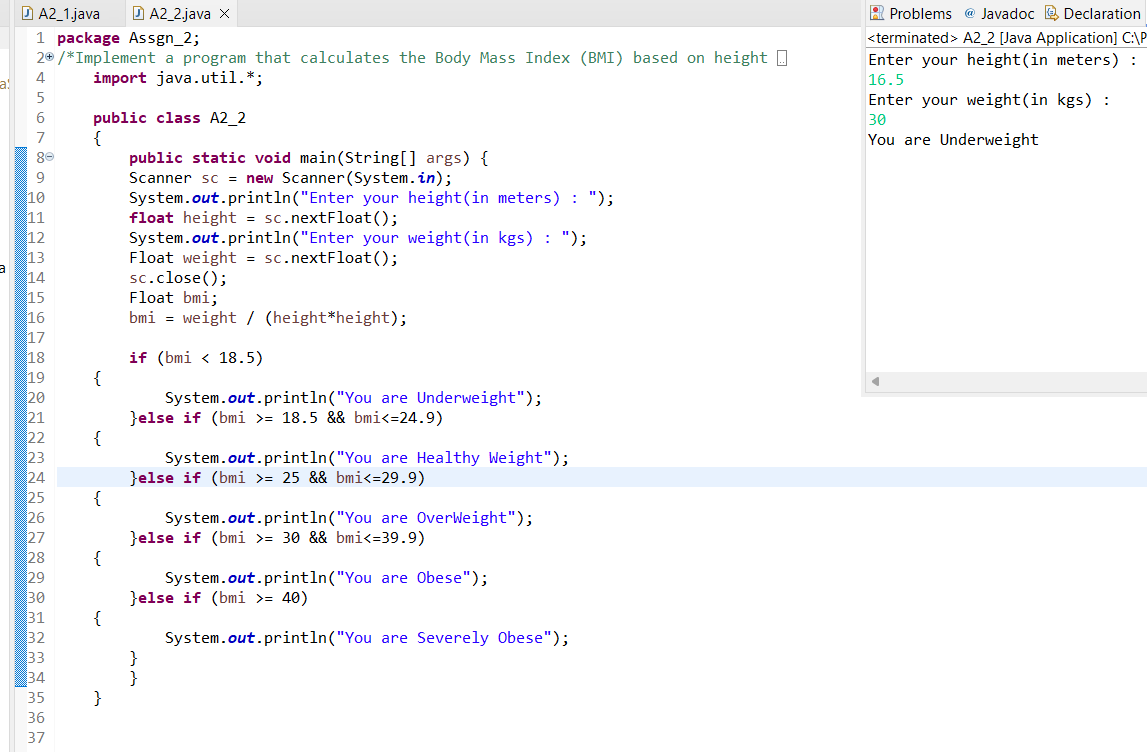 A2_1.java A2_2.java
1 package Assgn_2;
2 /*Implement a program that calculates the Body Mass Index (BMI) based on height
4 import java.util.*;
5
6 public class A2_2
7 {
8 public static void main(String[] args) {
9 Scanner sc = new Scanner(System.in);
10 System.out.println("Enter your height(in meters) : ");
11 float height = sc.nextFloat();
12 System.out.println("Enter your weight(in kgs) : ");
13 Float weight = sc.nextFloat();
14 sc.close();
15 Float bmi;
16 bmi = weight / (height*height);
17
18 if (bmi < 18.5)
19 {
20 System.out.println("You are Underweight");
21 }else if (bmi >= 18.5 && bmi<=24.9)
22 {
23 System.out.println("You are Healthy Weight");
24 }else if (bmi >= 25 && bmi<=29.9)
25 {
26 System.out.println("You are OverWeight");
27 }else if (bmi >= 30 && bmi<=39.9)
28 {
29 System.out.println("You are Obese");
30 }else if (bmi >= 40)
31 {
32 System.out.println("You are Severely Obese");
33 }
34 }
35 }
36
37
Problems @ Javadoc Declaration
<terminated> A2_2 [Java Application] C:\P
Enter your height(in meters) :
16.5
Enter your weight(in kgs) :
30
You are Underweight